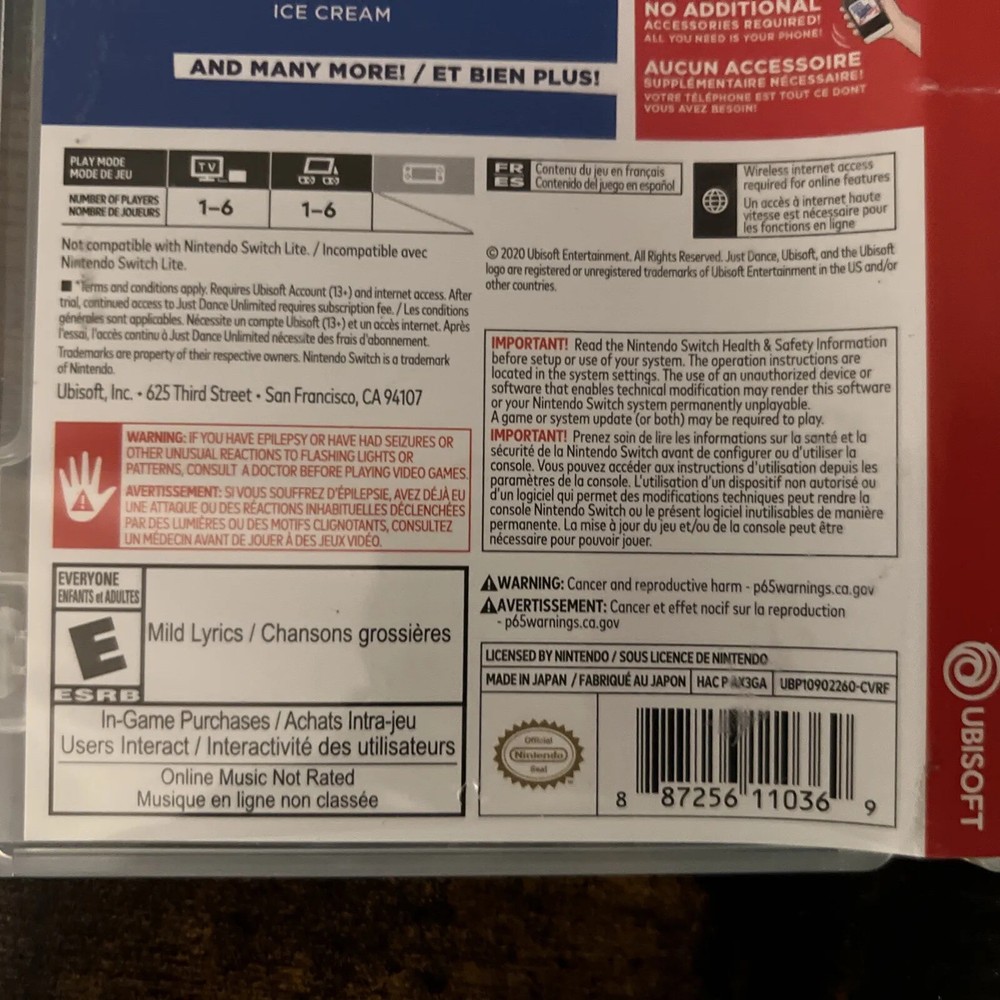 ICE CREAM
AND MANY MORE! / ET BIEN PLUS!
NO ADDITIONAL
ACCESSORIES REQUIRED!
ALL YOU NEED IS YOUR PHONE!
AUCUN ACCESSOIRE
SUPPLÉMENTAIRE NÉCESSAIRE!
VOTRE TÉLÉPHONE EST TOUT CE DONT
VOUS AVEZ BESOIN!
PLAY MODE
MODE DE JEU
TV
NUMBER OF PLAYERS
NOMBRE DE JOUEURS
1-6
1-6
FR Contenu du jeu en français
ES Contenido del juego en español
Wireless internet access
required for online features
Un accès à internet haute
vitesse est nécessaire pour
les fonctions en ligne
Not compatible with Nintendo Switch Lite. / Incompatible avec
Nintendo Switch Lite.
*Terms and conditions apply. Requires Ubisoft Account (13+) and internet access. After
trial, continued access to Just Dance Unlimited requires subscription fee. / Les conditions
générales sont applicables. Nécessite un compte Ubisoft (13+) et un accès internet. Après
l'essai, l'accès continu à Just Dance Unlimited nécessite des frais d'abonnement.
Trademarks are property of their respective owners. Nintendo Switch is a trademark
of Nintendo.
Ubisoft, Inc. • 625 Third Street • San Francisco, CA 94107
© 2020 Ubisoft Entertainment. All Rights Reserved. Just Dance, Ubisoft, and the Ubisoft
logo are registered or unregistered trademarks of Ubisoft Entertainment in the US and/or
other countries.
WARNING: IF YOU HAVE EPILEPSY OR HAVE HAD SEIZURES OR
OTHER UNUSUAL REACTIONS TO FLASHING LIGHTS OR
PATTERNS, CONSULT A DOCTOR BEFORE PLAYING VIDEO GAMES.
AVERTISSEMENT: SI VOUS SOUFFREZ D'ÉPILEPSIE, AVEZ DÉJÀ EU
UNE ATTAQUE OU DES RÉACTIONS INHABITUELLES DÉCLENCHÉES
PAR DES LUMIÈRES OU DES MOTIFS CLIGNOTANTS, CONSULTEZ
UN MÉDECIN AVANT DE JOUER À DES JEUX VIDÉO.
IMPORTANT! Read the Nintendo Switch Health & Safety Information
before setup or use of your system. The operation instructions are
located in the system settings. The use of an unauthorized device or
software that enables technical modification may render this software
or your Nintendo Switch system permanently unplayable.
A game or system update (or both) may be required to play.
IMPORTANT! Prenez soin de lire les informations sur la santé et la
sécurité de la Nintendo Switch avant de configurer ou d'utiliser la
console. Vous pouvez accéder aux instructions d'utilisation depuis les
paramètres de la console. L'utilisation d'un dispositif non autorisé ou
d'un logiciel qui permet des modifications techniques peut rendre la
console Nintendo Switch ou le présent logiciel inutilisables de manière
permanente. La mise à jour du jeu et/ou de la console peut être
nécessaire pour pouvoir jouer.
EVERYONE
ENFANTS et ADULTES
E
ESRB
Mild Lyrics / Chansons grossières
In-Game Purchases / Achats Intra-jeu
Users Interact / Interactivité des utilisateurs
Online Music Not Rated
Musique en ligne non classée
WARNING: Cancer and reproductive harm - p65warnings.ca.gov
AVERTISSEMENT: Cancer et effet nocif sur la reproduction
- p65warnings.ca.gov
LICENSED BY NINTENDO / SOUS LICENCE DE NINTENDO
MADE IN JAPAN / FABRIQUÉ AU JAPON
HAC P AX3GA
UBP10902260-CVRF
Official
Nintendo
Seal
8 87256 11036 9
UBISOFT